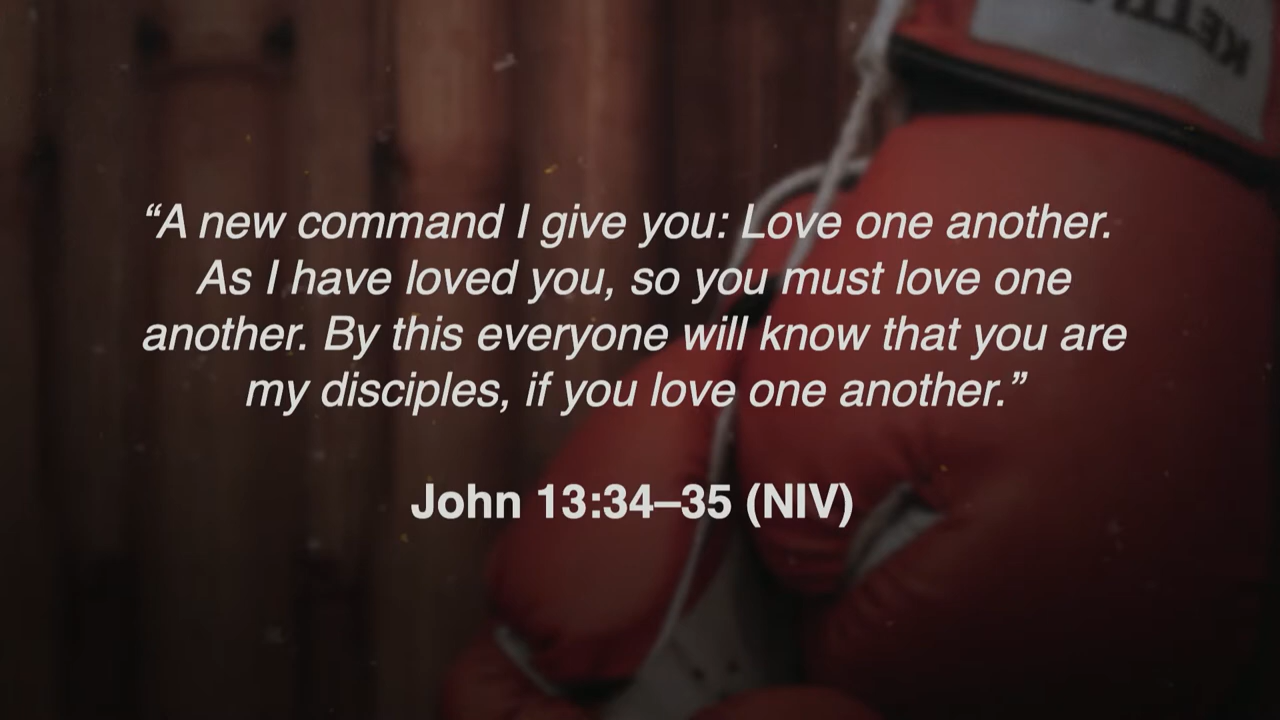 “A new command I give you: Love one another.
As I have loved you, so you must love one
another. By this everyone will know that you are
my disciples, if you love one another.”
John 13:34–35 (NIV)